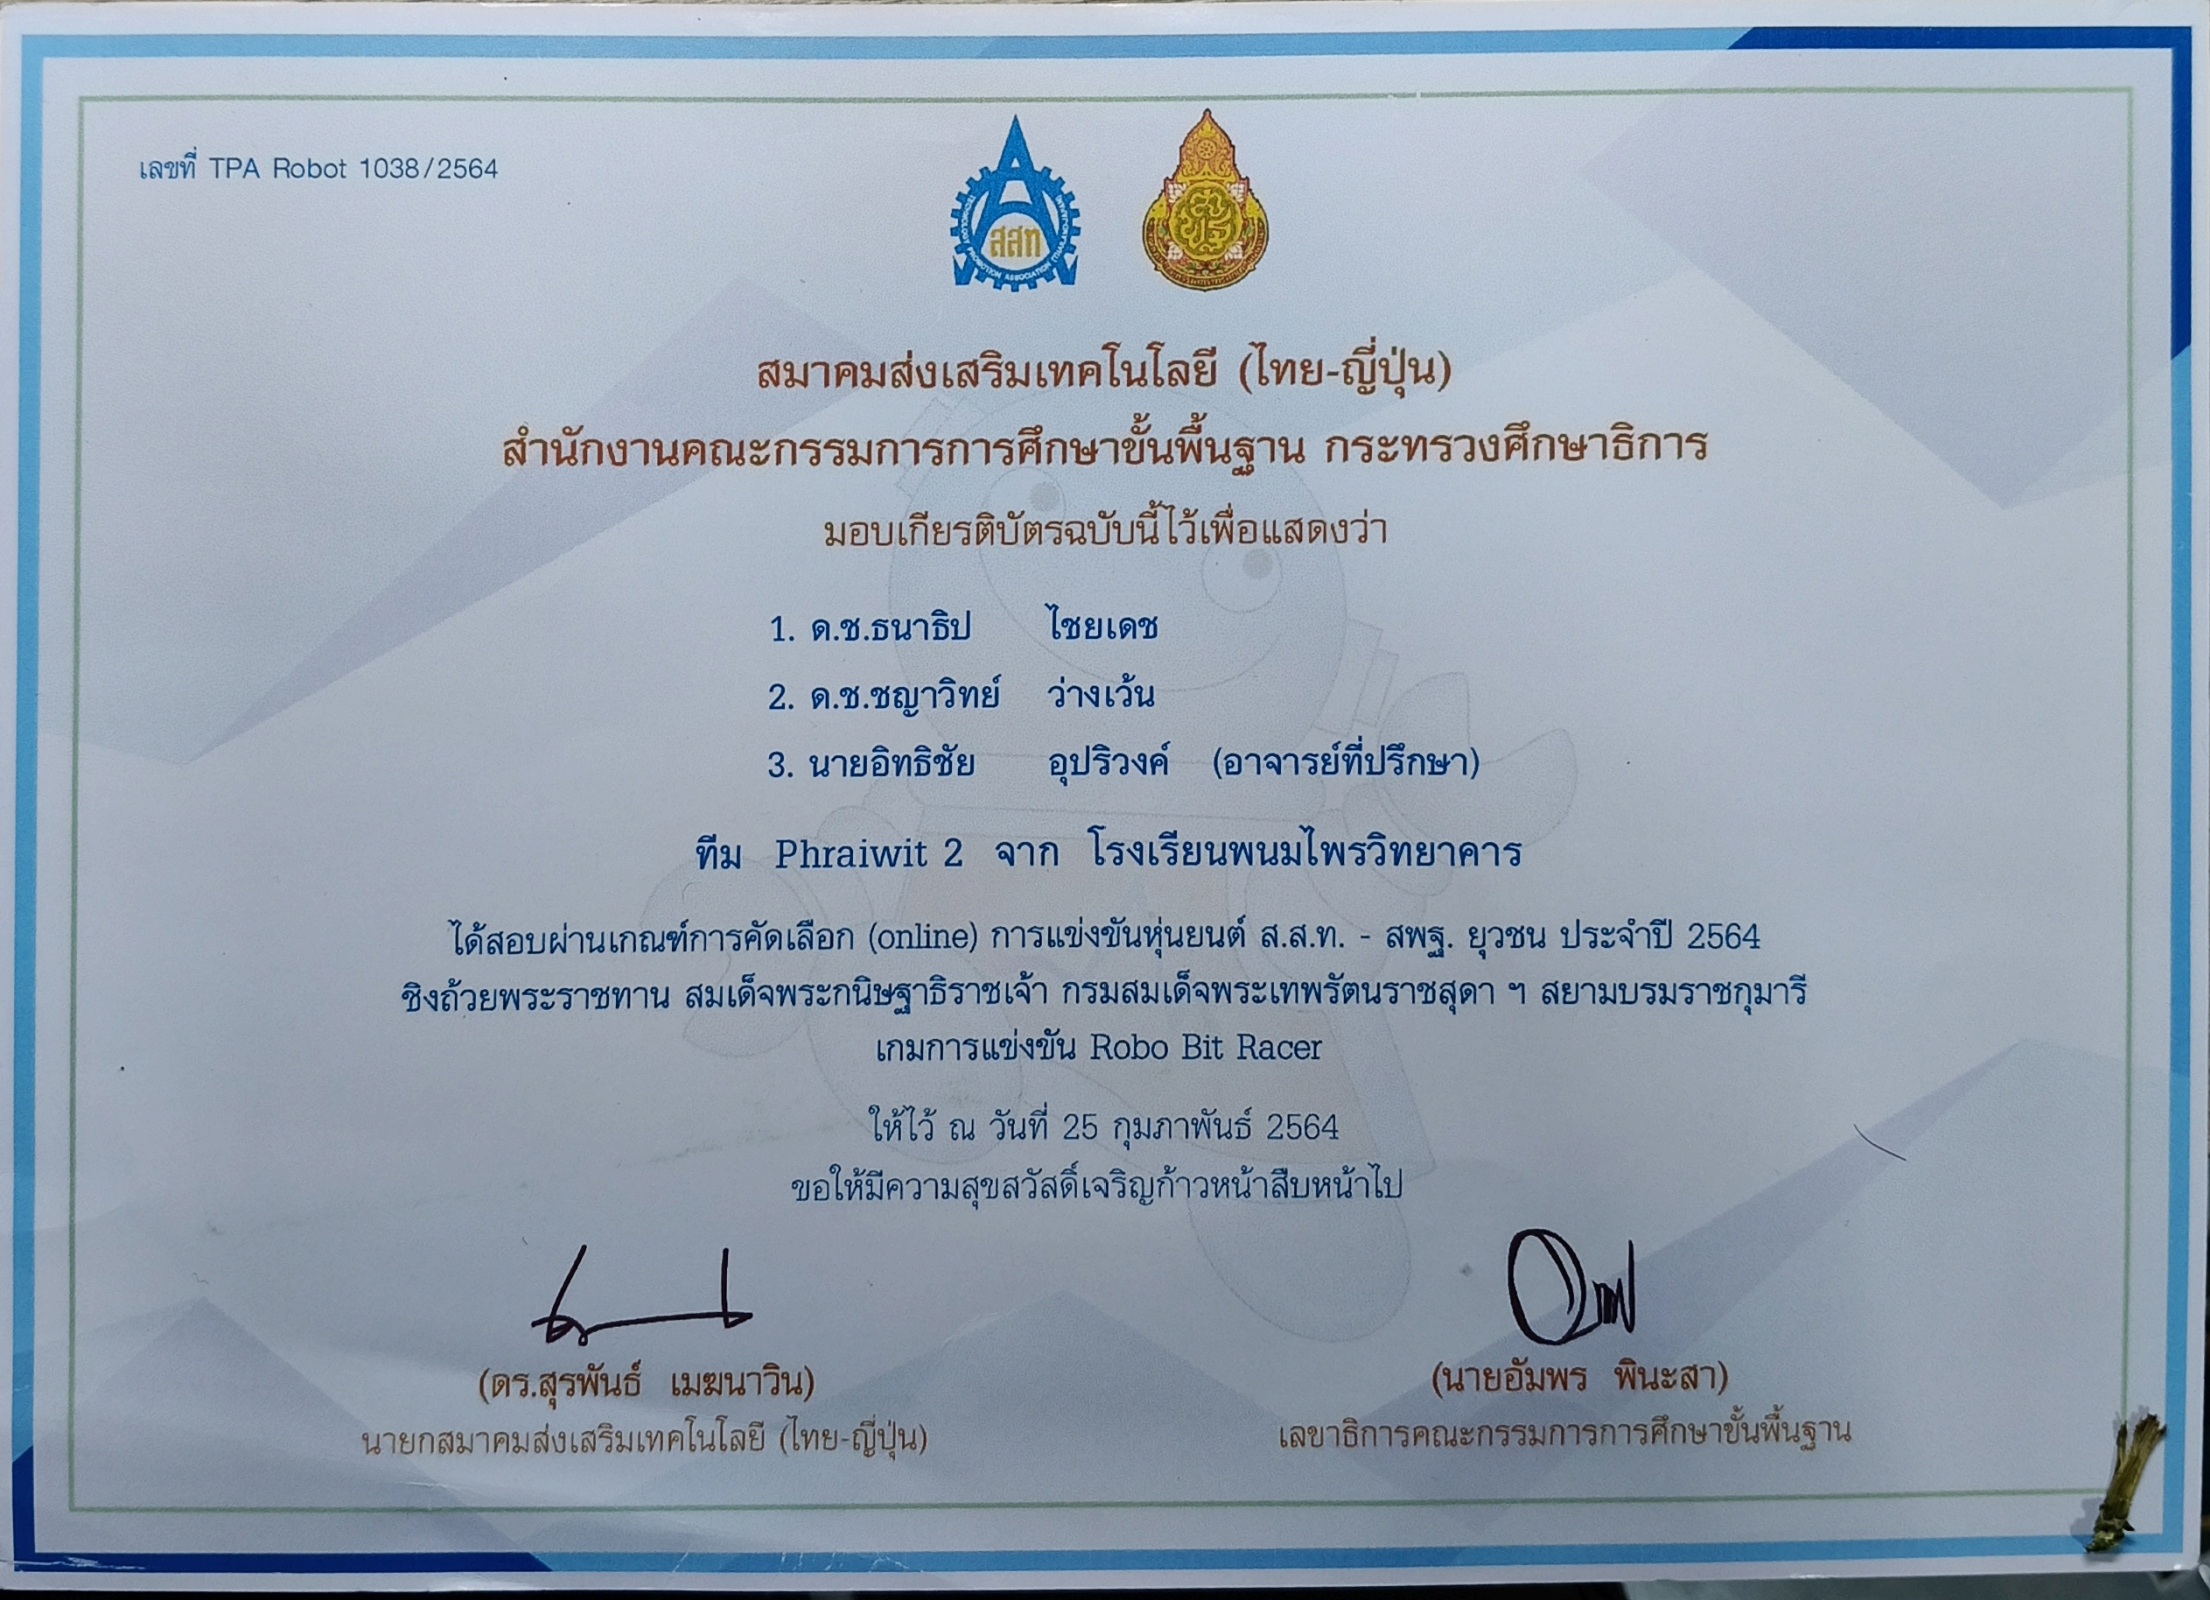 เลขที่ TPA Robot 1038/2564
ส ส ท
TECHNOLOGY PROMOTION ASSOCIATION (THAILAND-JAPAN)
สมาคมส่งเสริมเทคโนโลยี (ไทย-ญี่ปุ่น)
สำนักงานคณะกรรมการการศึกษาขั้นพื้นฐาน กระทรวงศึกษาธิการ
มอบเกียรติบัตรฉบับนี้ไว้เพื่อแสดงว่า
1. ด.ช.ธนาธิป ไชยเดช
2. ด.ช.ชญาวิทย์ ว่างเว้น
3. นายอิทธิชัย อุปริวงค์ (อาจารย์ที่ปรึกษา)
ทีม Phraiwit 2 จาก โรงเรียนพนมไพรวิทยาคาร
ได้สอบผ่านเกณฑ์การคัดเลือก (online) การแข่งขันหุ่นยนต์ ส.ส.ท. - สพฐ. ยุวชน ประจำปี 2564
ชิงถ้วยพระราชทาน สมเด็จพระกนิษฐาธิราชเจ้า กรมสมเด็จพระเทพรัตนราชสุดา ฯ สยามบรมราชกุมารี
เกมการแข่งขัน Robo Bit Racer
ให้ไว้ ณ วันที่ 25 กุมภาพันธ์ 2564
ขอให้มีความสุขสวัสดิ์เจริญก้าวหน้าสืบหน้าไป
(ดร.สุรพันธ์ เมฆนาวิน)
นายกสมาคมส่งเสริมเทคโนโลยี (ไทย-ญี่ปุ่น)
(นายอัมพร พินะสา)
เลขาธิการคณะกรรมการการศึกษาขั้นพื้นฐาน